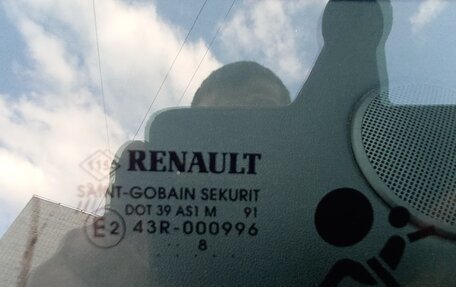 RENAULT
SAINT-GOBAIN SEKURIT
DOT 39 AS1 M 91
E2 43R-000996
8